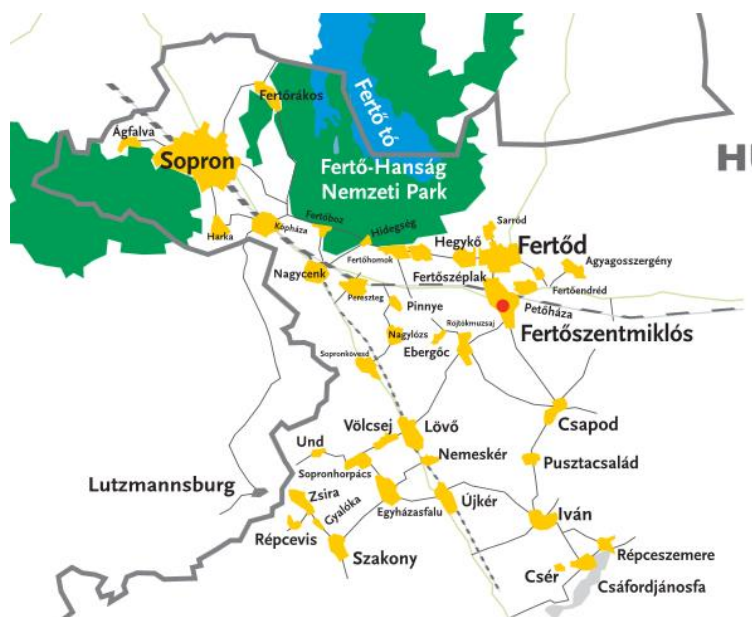 Fertőrákos
Fertő tó
Ágfalva
Sopron
Fertő-Hanság
Nemzeti Park
HU
Harka
Kópháza
Fertőboz
Hidegség
Sarród
Hegykő
Fertőd
Fertőhomok
Agyagosszergény
Nagycenk
Fertőszéplak
Fertőendréd
Pereszteg
Pinnye
Petőháza
Fertőszentmiklós
Nagylózs
Röjtökmuzsaj
Ebergőc
Sopronkövesd
Csapod
Völcsej
Lövő
Und
Nemeskér
Pusztacsalád
Sopronhorpács
Lutzmannsburg
Zsira
Gyalóka
Egyházasfalu
Újkér
Iván
Répcevis
Szakony
Répceszemere
Csér
Csáfordjánosfa